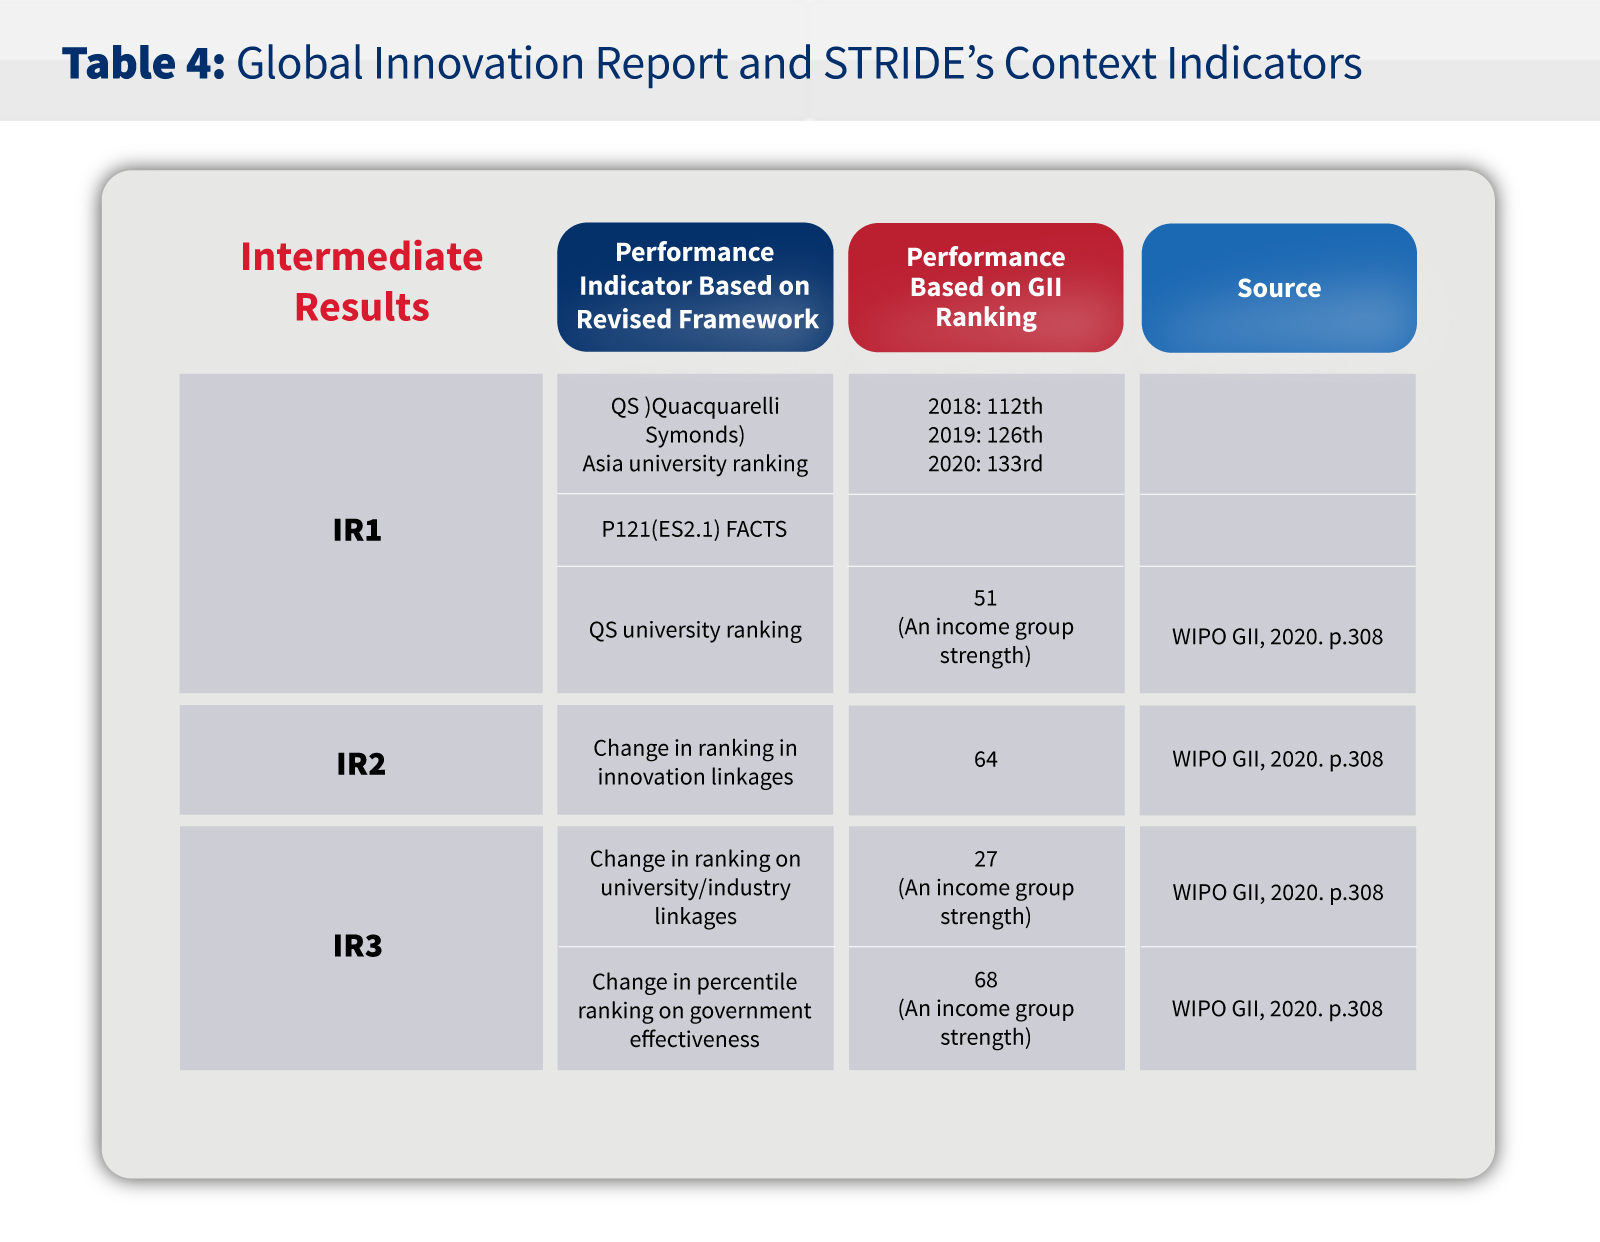 Table 4: Global Innovation Report and STRIDE’s Context Indicators
Intermediate
Results
Performance
Indicator Based on
Revised Framework
Performance
Based on GII
Ranking
Source
IR1
QS )Quacquarelli
Symonds)
Asia university ranking
2018: 112th
2019: 126th
2020: 133rd
P121(ES2.1) FACTS
QS university ranking
51
(An income group
strength)
WIPO GII, 2020. p.308
IR2
Change in ranking in
innovation linkages
64
WIPO GII, 2020. p.308
IR3
Change in ranking on
university/industry
linkages
27
(An income group
strength)
WIPO GII, 2020. p.308
Change in percentile
ranking on government
effectiveness
68
(An income group
strength)
WIPO GII, 2020. p.308